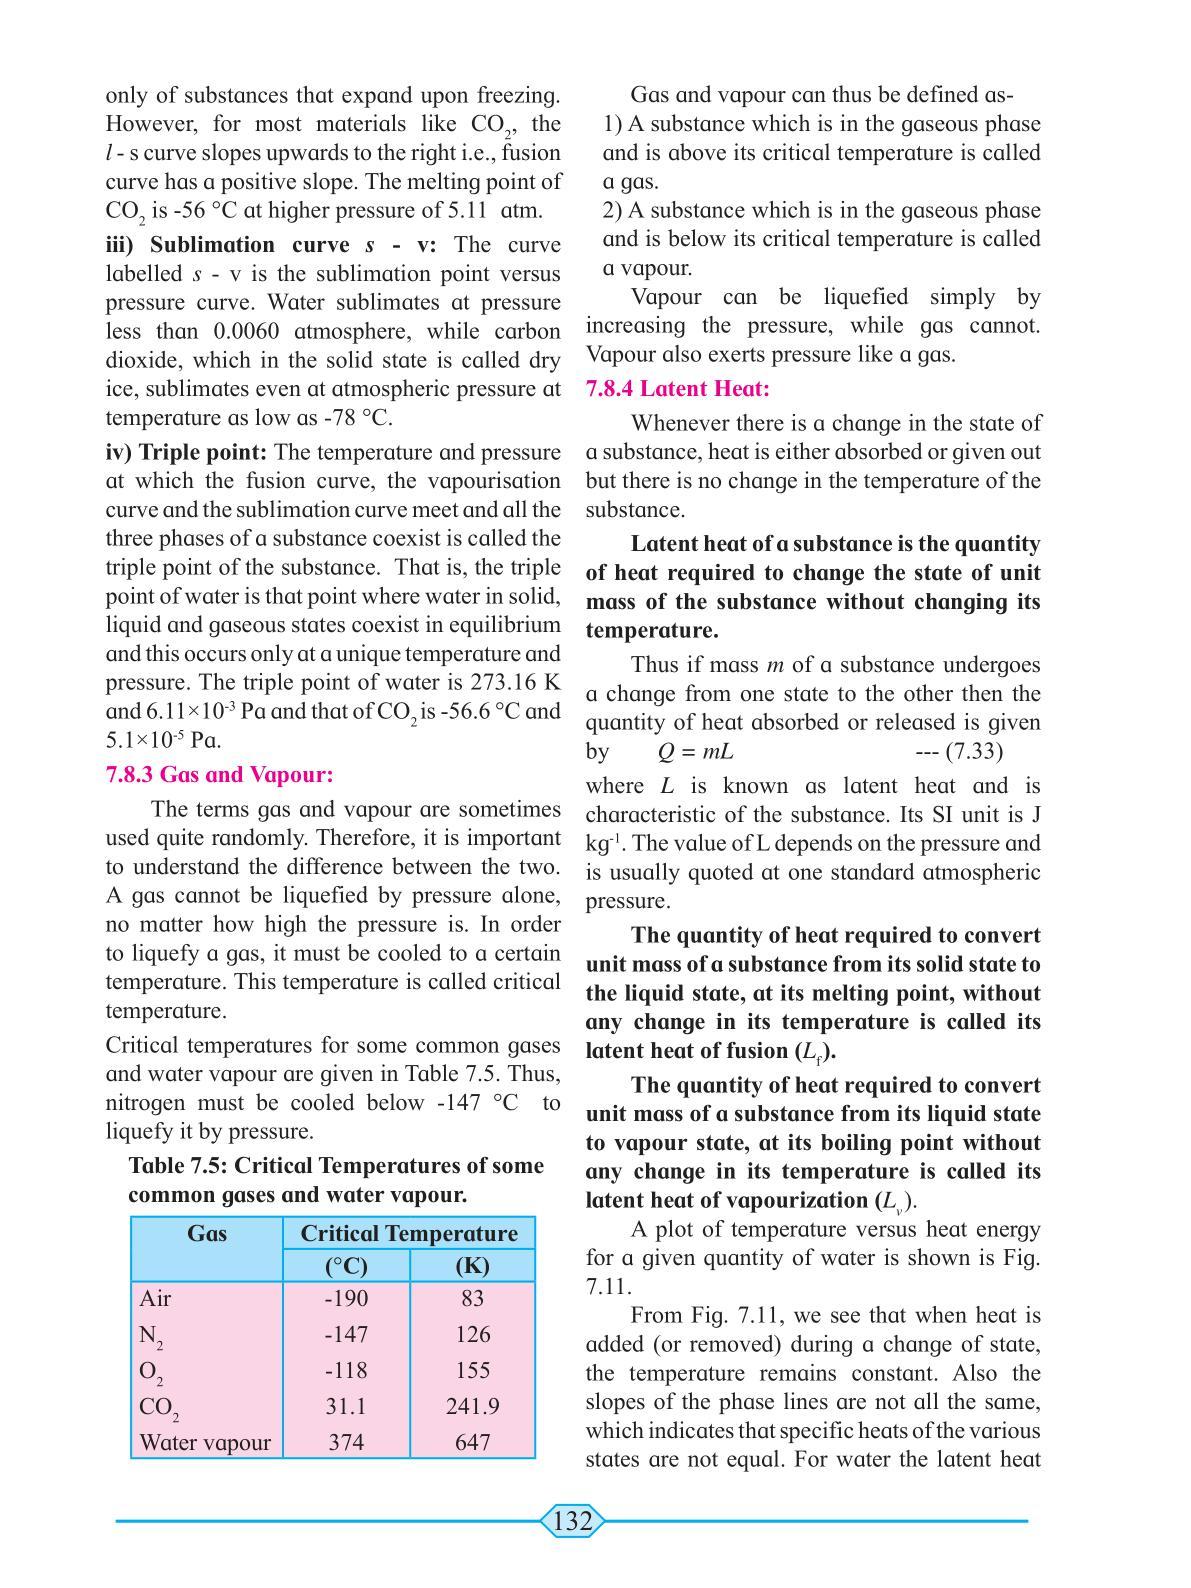 only of substances that expand upon freezing.
However, for most materials like CO₂, the
l - s curve slopes upwards to the right i.e., fusion
curve has a positive slope. The melting point of
CO₂ is -56 °C at higher pressure of 5.11 atm.
iii) Sublimation curve s - v: The curve
labelled s - v is the sublimation point versus
pressure curve. Water sublimates at pressure
less than 0.0060 atmosphere, while carbon
dioxide, which in the solid state is called dry
ice, sublimates even at atmospheric pressure at
temperature as low as -78 °C.
iv) Triple point: The temperature and pressure
at which the fusion curve, the vapourisation
curve and the sublimation curve meet and all the
three phases of a substance coexist is called the
triple point of the substance. That is, the triple
point of water is that point where water in solid,
liquid and gaseous states coexist in equilibrium
and this occurs only at a unique temperature and
pressure. The triple point of water is 273.16 K
and 6.11×10⁻³ Pa and that of CO₂ is -56.6 °C and
5.1×10⁻⁵ Pa.
7.8.3 Gas and Vapour:
The terms gas and vapour are sometimes
used quite randomly. Therefore, it is important
to understand the difference between the two.
A gas cannot be liquefied by pressure alone,
no matter how high the pressure is. In order
to liquefy a gas, it must be cooled to a certain
temperature. This temperature is called critical
temperature.
Critical temperatures for some common gases
and water vapour are given in Table 7.5. Thus,
nitrogen must be cooled below -147 °C to
liquefy it by pressure.
Table 7.5: Critical Temperatures of some
common gases and water vapour.
Gas Critical Temperature
(°C) (K)
Air -190 83
N₂ -147 126
O₂ -118 155
CO₂ 31.1 241.9
Water vapour 374 647
Gas and vapour can thus be defined as-
1) A substance which is in the gaseous phase
and is above its critical temperature is called
a gas.
2) A substance which is in the gaseous phase
and is below its critical temperature is called
a vapour.
Vapour can be liquefied simply by
increasing the pressure, while gas cannot.
Vapour also exerts pressure like a gas.
7.8.4 Latent Heat:
Whenever there is a change in the state of
a substance, heat is either absorbed or given out
but there is no change in the temperature of the
substance.
Latent heat of a substance is the quantity
of heat required to change the state of unit
mass of the substance without changing its
temperature.
Thus if mass m of a substance undergoes
a change from one state to the other then the
quantity of heat absorbed or released is given
by Q = mL --- (7.33)
where L is known as latent heat and is
characteristic of the substance. Its SI unit is J
kg⁻¹. The value of L depends on the pressure and
is usually quoted at one standard atmospheric
pressure.
The quantity of heat required to convert
unit mass of a substance from its solid state to
the liquid state, at its melting point, without
any change in its temperature is called its
latent heat of fusion (L_f).
The quantity of heat required to convert
unit mass of a substance from its liquid state
to vapour state, at its boiling point without
any change in its temperature is called its
latent heat of vapourization (L_v).
A plot of temperature versus heat energy
for a given quantity of water is shown is Fig.
7.11.
From Fig. 7.11, we see that when heat is
added (or removed) during a change of state,
the temperature remains constant. Also the
slopes of the phase lines are not all the same,
which indicates that specific heats of the various
states are not equal. For water the latent heat
132